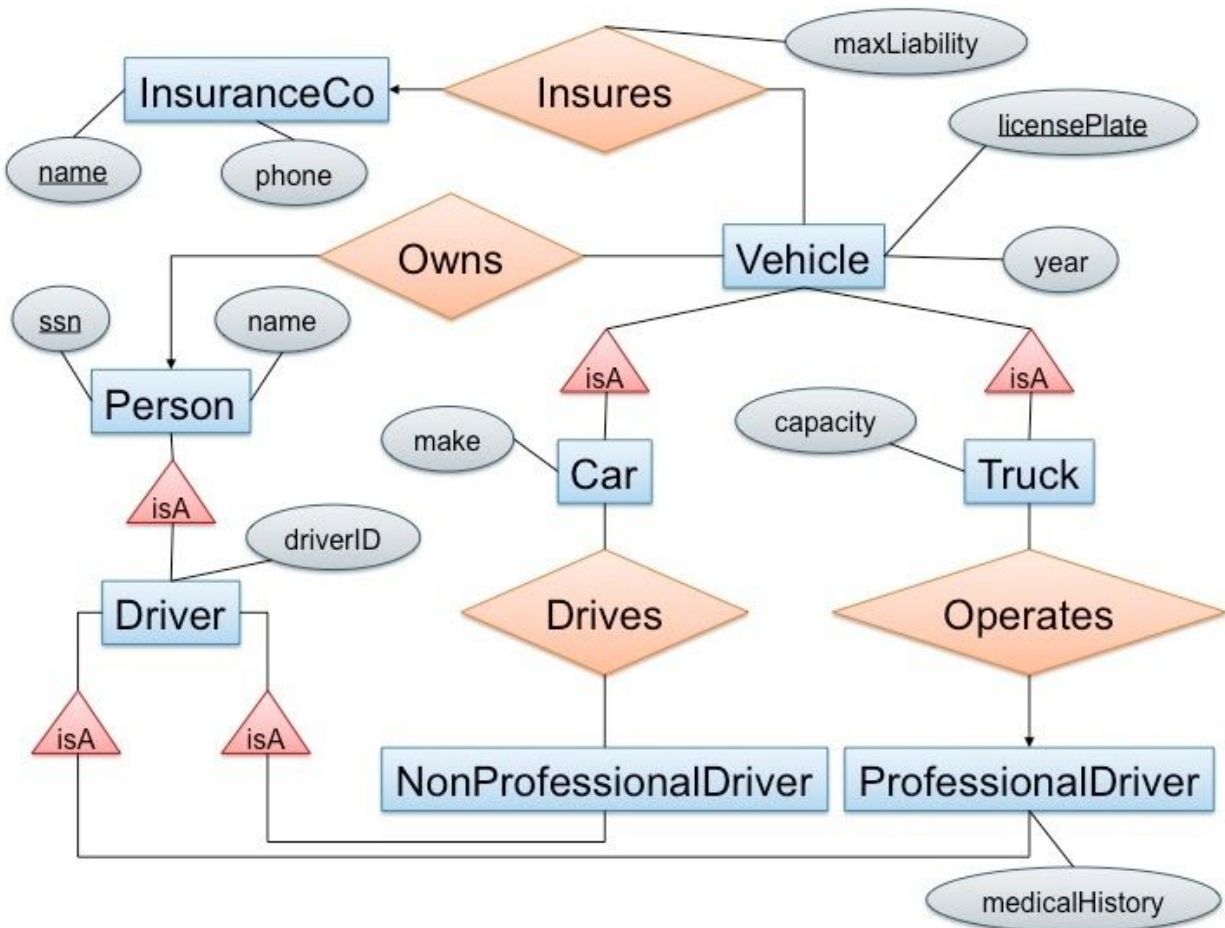 maxLiability
InsuranceCo
Insures
licensePlate
name
phone
Owns
Vehicle
year
ssn
name
isA
isA
Person
make
capacity
Car
Truck
isA
driverID
Driver
Drives
Operates
isA
isA
NonProfessionalDriver
ProfessionalDriver
medicalHistory